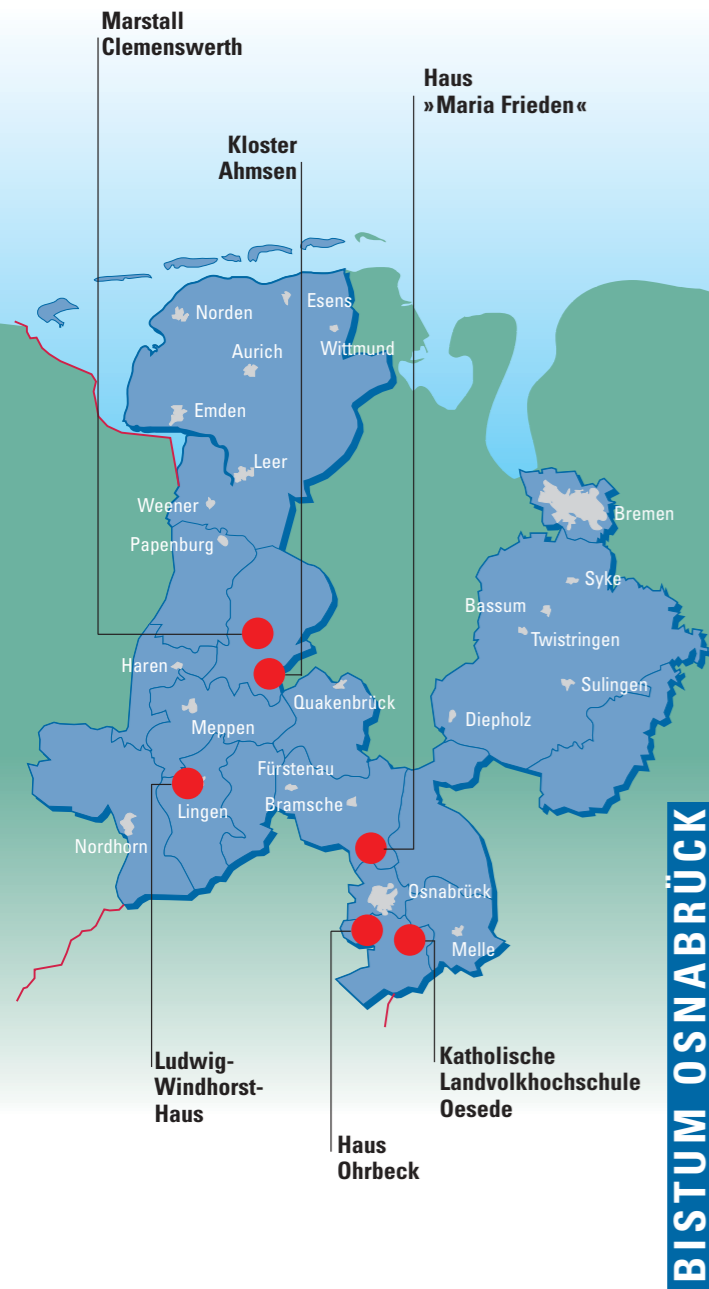 Marstall
Clemenswerth
Haus
»Maria Frieden«
Kloster
Ahmsen
Esens
Norden
Wittmund
Aurich
Emden
Leer
Weener
Bremen
Papenburg
Syke
Bassum
Twistringen
Haren
Sulingen
Quakenbrück
Diepholz
Meppen
Fürstenau
Bramsche
Lingen
Nordhorn
Osnabrück
Melle
Ludwig-
Windhorst-
Haus
Katholische
Landvolkhochschule
Oesede
Haus
Ohrbeck
BISTUM OSNABRÜCK